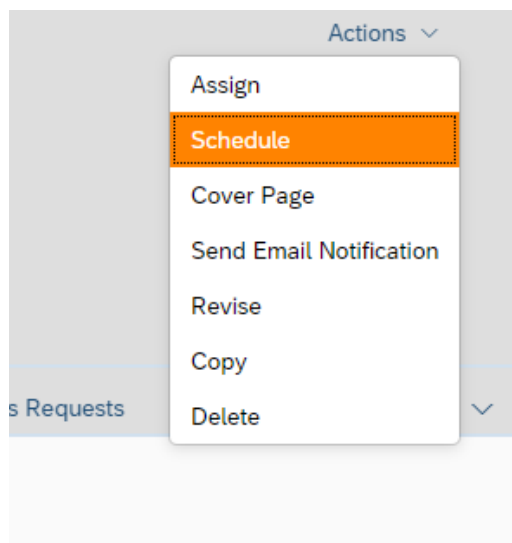 Actions
Assign
Schedule
Cover Page
Send Email Notification
Revise
Copy
s Requests
Delete